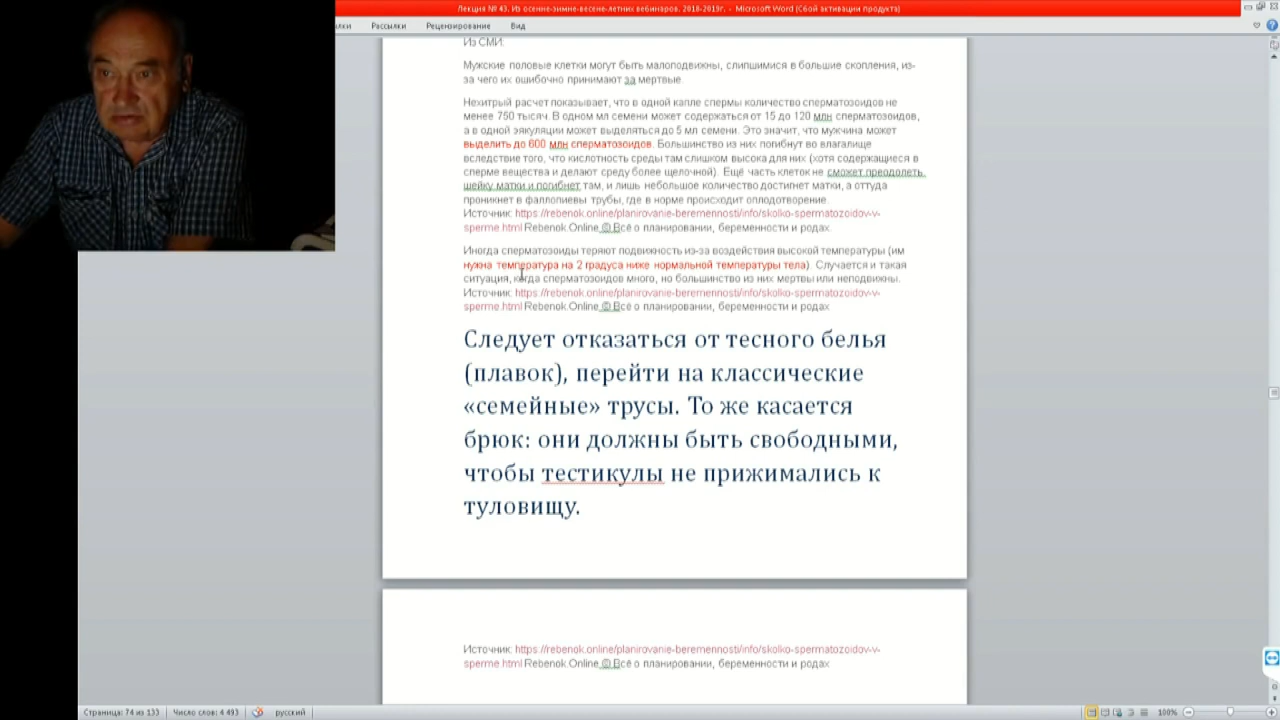 Лекция № 43. Из осенне-зимне-весене-летних вебинаров. 2018-2019г. - Microsoft Word (Сбой активации продукта)
лки Рассылки Рецензирование Вид
Из СМИ:
Мужские половые клетки могут быть малоподвижны, слипшимися в большие скопления, из-
за чего их ошибочно принимают за мертвые
Нехитрый расчет показывает, что в одной капле спермы количество сперматозоидов не
менее 750 тысяч. В одном мл семени может содержаться от 15 до 120 млн сперматозоидов,
а в одной эякуляции может выделяться до 5 мл семени. Это значит, что мужчина может
выделить до 600 млн сперматозоидов. Большинство из них погибнут во влагалище
вследствие того, что кислотность среды там слишком высока для них (хотя содержащиеся в
сперме вещества и делают среду более щелочной). Ещё часть клеток не сможет преодолеть
шейку матки и погибнет там, и лишь небольшое количество достигнет матки, а оттуда
проникнет в фаллопиевы трубы, где в норме происходит оплодотворение.
Источник: https://rebenok.online/planirovanie-beremennosti/info/skolko-spermatozoidov-v-
sperme.html Rebenok.Online © Всё о планировании, беременности и родах
Иногда сперматозоиды теряют подвижность из-за воздействия высокой температуры (им
нужна температура на 2 градуса ниже нормальной температуры тела). Случается и такая
ситуация, когда сперматозоидов много, но большинство из них мертвы или неподвижны.
Источник: https://rebenok.online/planirovanie-beremennosti/info/skolko-spermatozoidov-v-
sperme.html Rebenok.Online © Всё о планировании, беременности и родах
Следует отказаться от тесного белья
(плавок), перейти на классические
«семейные» трусы. То же касается
брюк: они должны быть свободными,
чтобы тестикулы не прижимались к
туловищу.
Источник: https://rebenok.online/planirovanie-beremennosti/info/skolko-spermatozoidov-v-
sperme.html Rebenok.Online © Всё о планировании, беременности и родах
Страница: 74 из 133 Число слов: 4 493 русский 100%